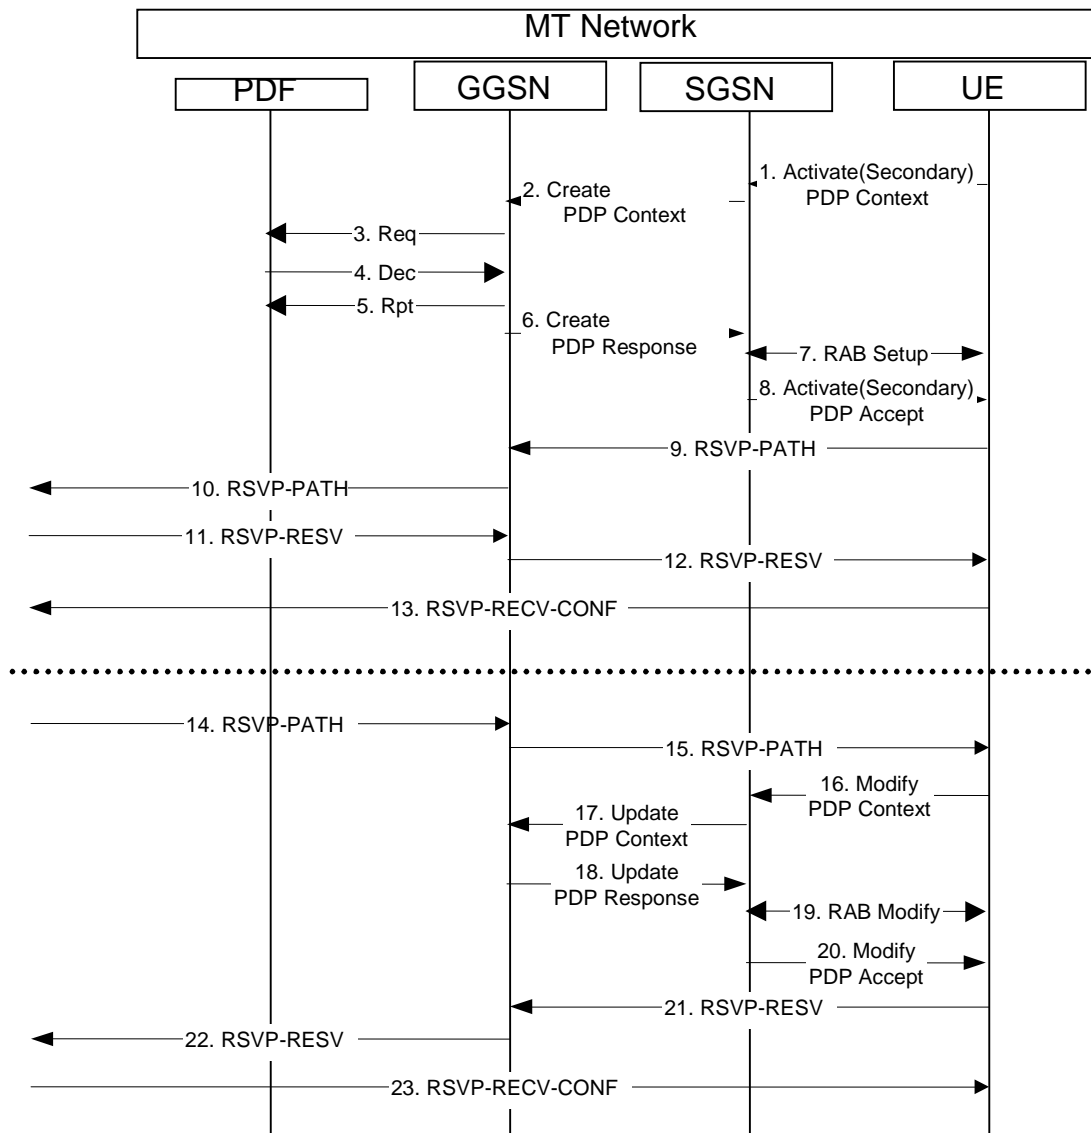 MT Network
PDF
GGSN
SGSN
UE
1. Activate(Secondary)
PDP Context
2. Create
PDP Context
3. Req
4. Dec
5. Rpt
6. Create
PDP Response
7. RAB Setup
8. Activate(Secondary)
PDP Accept
9. RSVP-PATH
10. RSVP-PATH
11. RSVP-RESV
12. RSVP-RESV
13. RSVP-RECV-CONF
14. RSVP-PATH
15. RSVP-PATH
16. Modify
PDP Context
17. Update
PDP Context
18. Update
PDP Response
19. RAB Modify
20. Modify
PDP Accept
21. RSVP-RESV
22. RSVP-RESV
23. RSVP-RECV-CONF